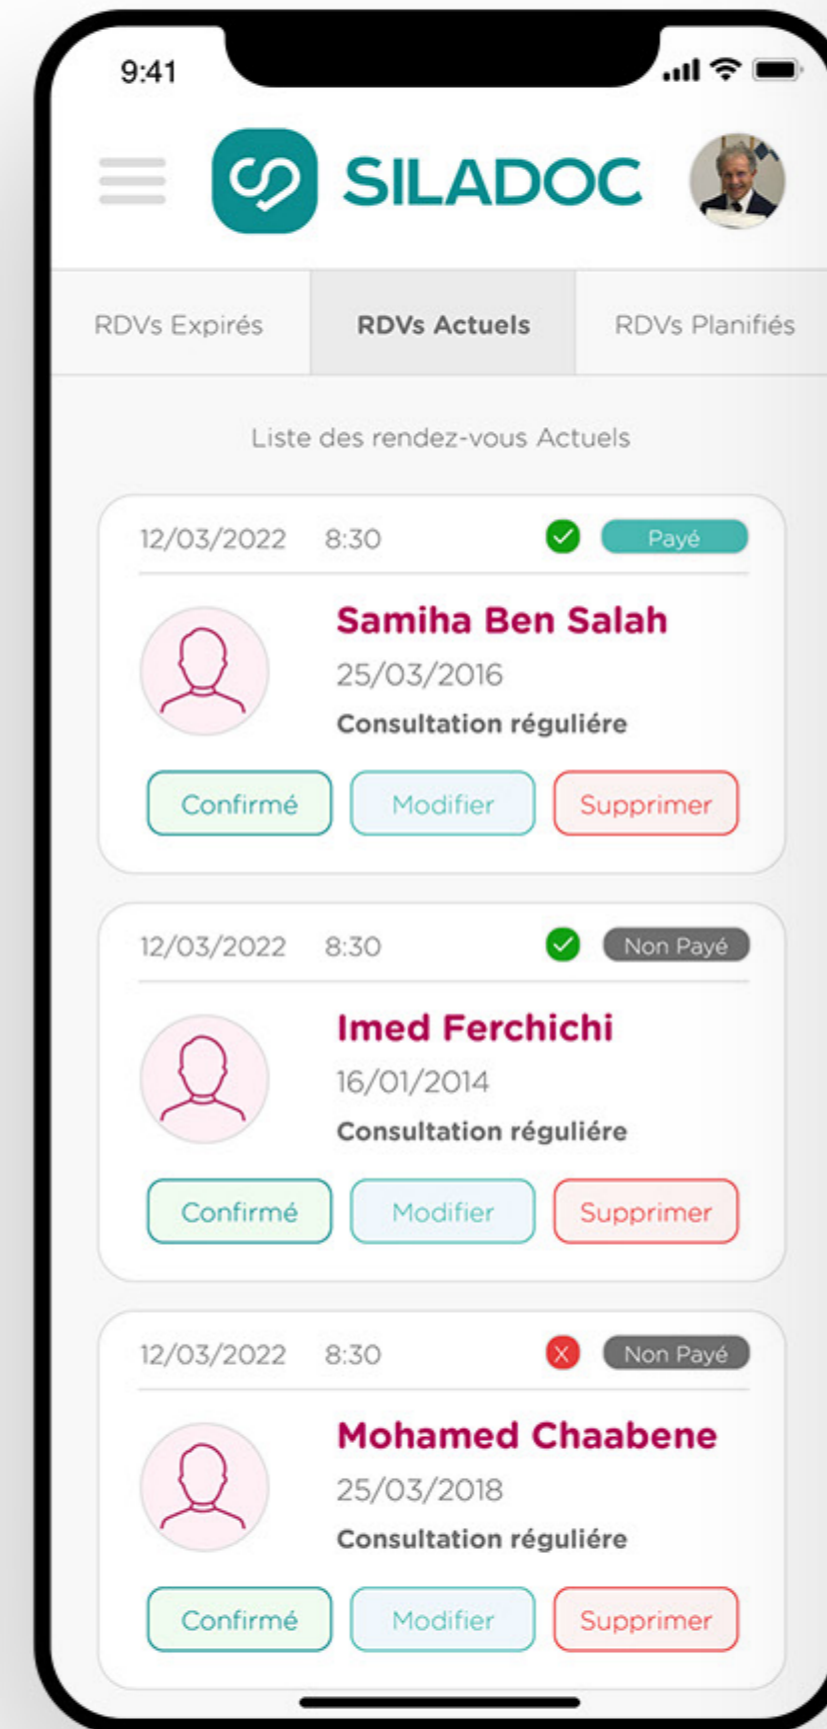 9:41
SILADOC
RDVs Expirés RDVs Actuels RDVs Planifiés
Liste des rendez-vous Actuels
12/03/2022 8:30 Payé
Samiha Ben Salah
25/03/2016
Consultation réguliére
Confirmé Modifier Supprimer
12/03/2022 8:30 Non Payé
Imed Ferchichi
16/01/2014
Consultation réguliére
Confirmé Modifier Supprimer
12/03/2022 8:30 X Non Payé
Mohamed Chaabene
25/03/2018
Consultation réguliére
Confirmé Modifier Supprimer